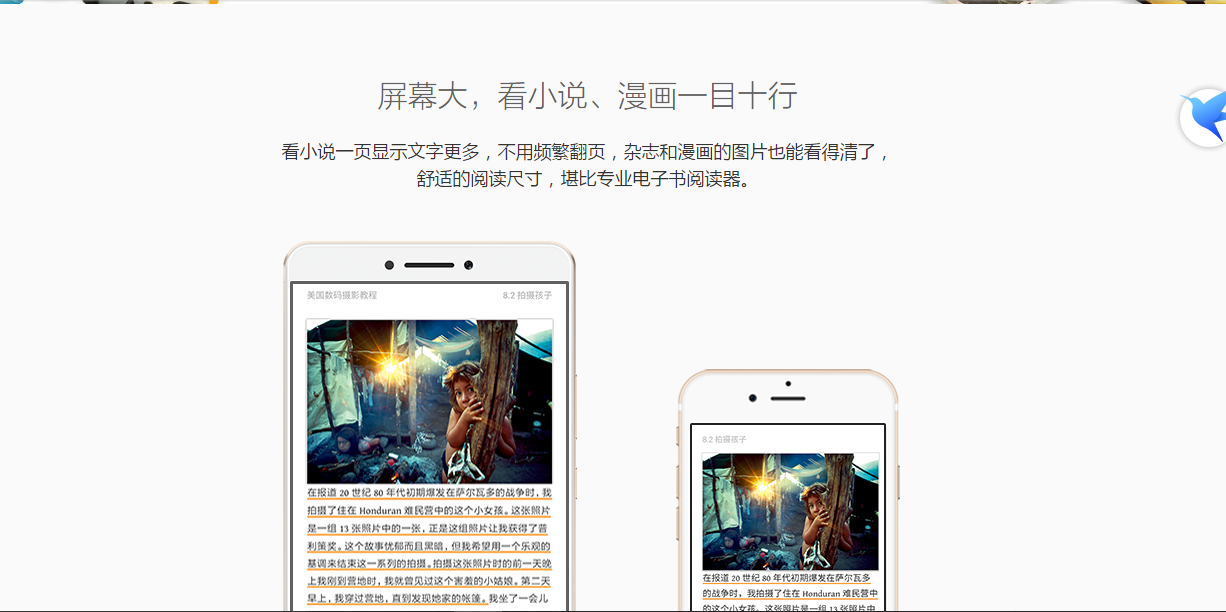 屏幕大，看小说、漫画一目十行
看小说一页显示文字更多，不用频繁翻页，杂志和漫画的图片也能看得清了，
舒适的阅读尺寸，堪比专业电子书阅读器。
美国数码摄影教程
8.2 拍摄孩子
在报道 20 世纪 80 年代初期爆发在萨尔瓦多的战争时，我
拍摄了住在 Honduran 难民营中的这个小女孩。这张照片
是一组 13 张照片中的一张，正是这组照片让我获得了普
利策奖。这个故事忧郁而且黑暗，但我希望用一个乐观的
基调来结束这一系列的拍摄。拍摄这张照片时的前一天晚
上我刚到营地时，我就曾见过这个害羞的小姑娘。第二天
早上，我穿过营地，直到发现她家的帐篷。我坐了一会儿
8.2 拍摄孩子
在报道 20 世纪 80 年代初期爆发在萨尔瓦多
的战争时，我拍摄了住在 Honduran 难民营中
的这个小女孩。这张照片是一组 13 张照片中